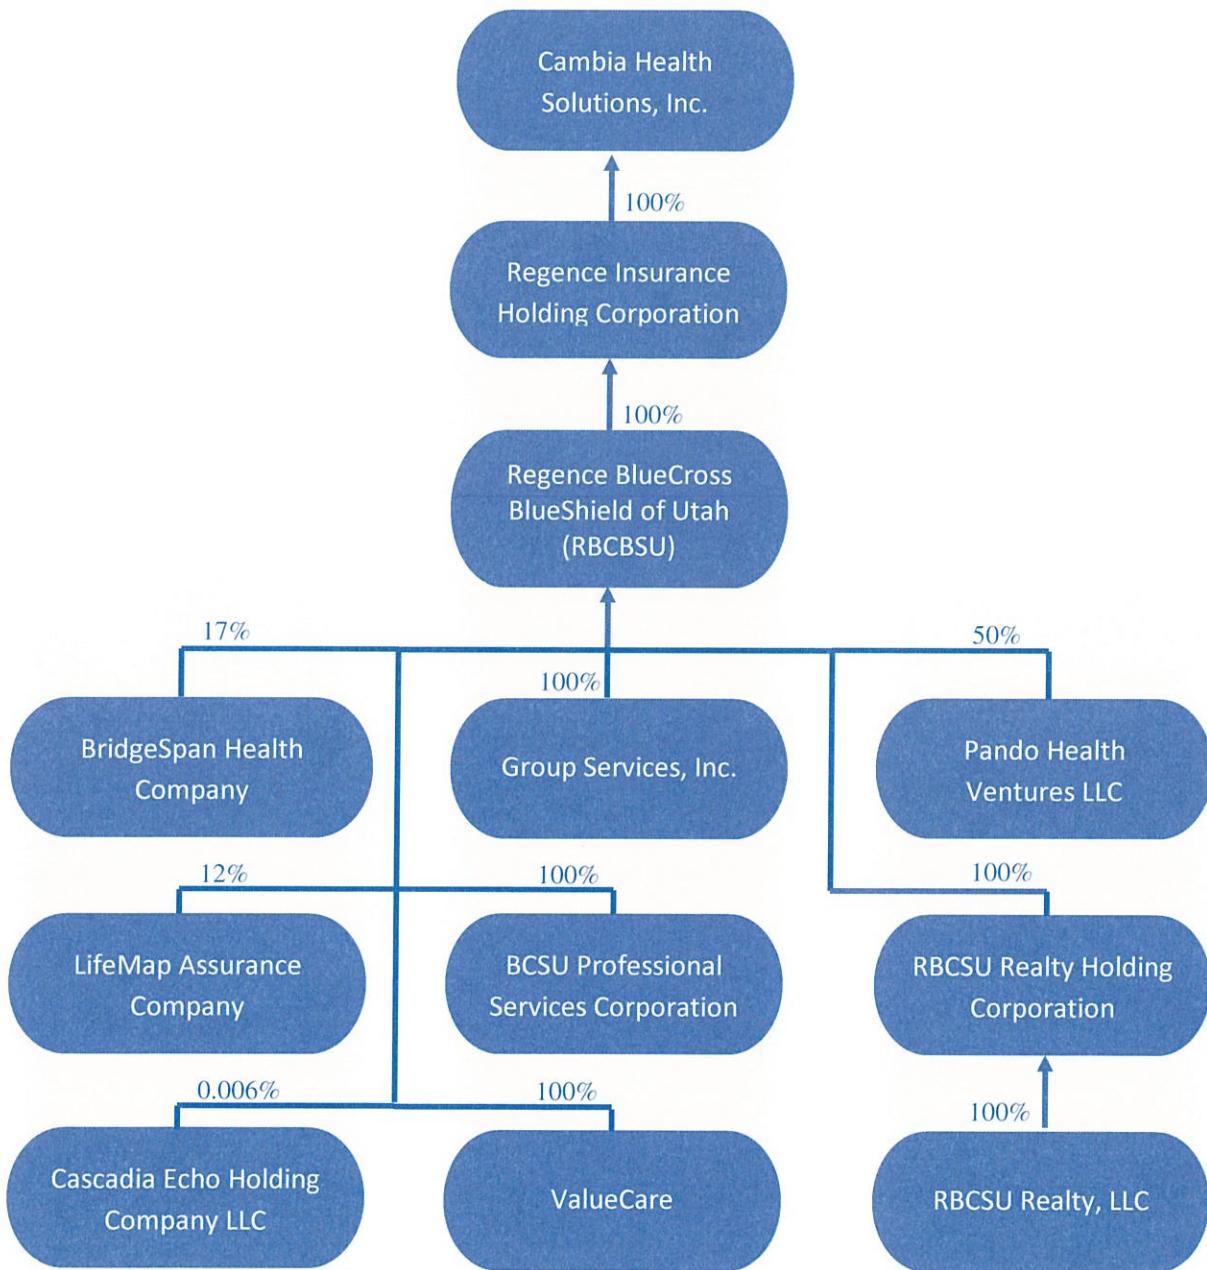 Cambia Health
Solutions, Inc.
100%
Regence Insurance
Holding Corporation
100%
Regence BlueCross
BlueShield of Utah
(RBCBSU)
17%
50%
100%
BridgeSpan Health
Company
Group Services, Inc.
Pando Health
Ventures LLC
12%
100%
100%
LifeMap Assurance
Company
BCSU Professional
Services Corporation
RBCSU Realty Holding
Corporation
0.006%
100%
100%
Cascadia Echo Holding
Company LLC
ValueCare
RBCSU Realty, LLC